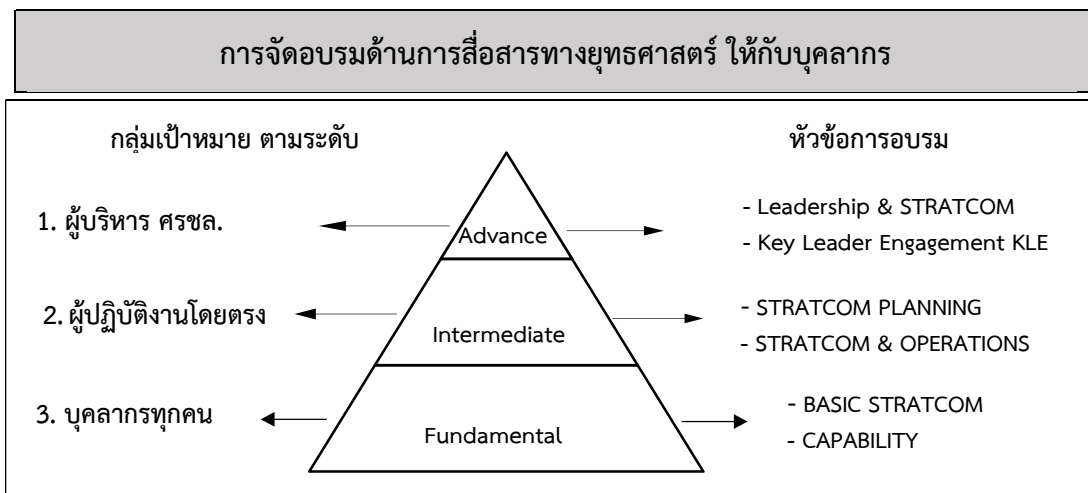 การจัดอบรมด้านการสื่อสารทางยุทธศาสตร์ ให้กับบุคลากร
กลุ่มเป้าหมาย ตามระดับ
หัวข้อการอบรม
1. ผู้บริหาร ศรชล.
Advance
- Leadership & STRATCOM
- Key Leader Engagement KLE
2. ผู้ปฏิบัติงานโดยตรง
Intermediate
- STRATCOM PLANNING
- STRATCOM & OPERATIONS
3. บุคลากรทุกคน
Fundamental
- BASIC STRATCOM
- CAPABILITY